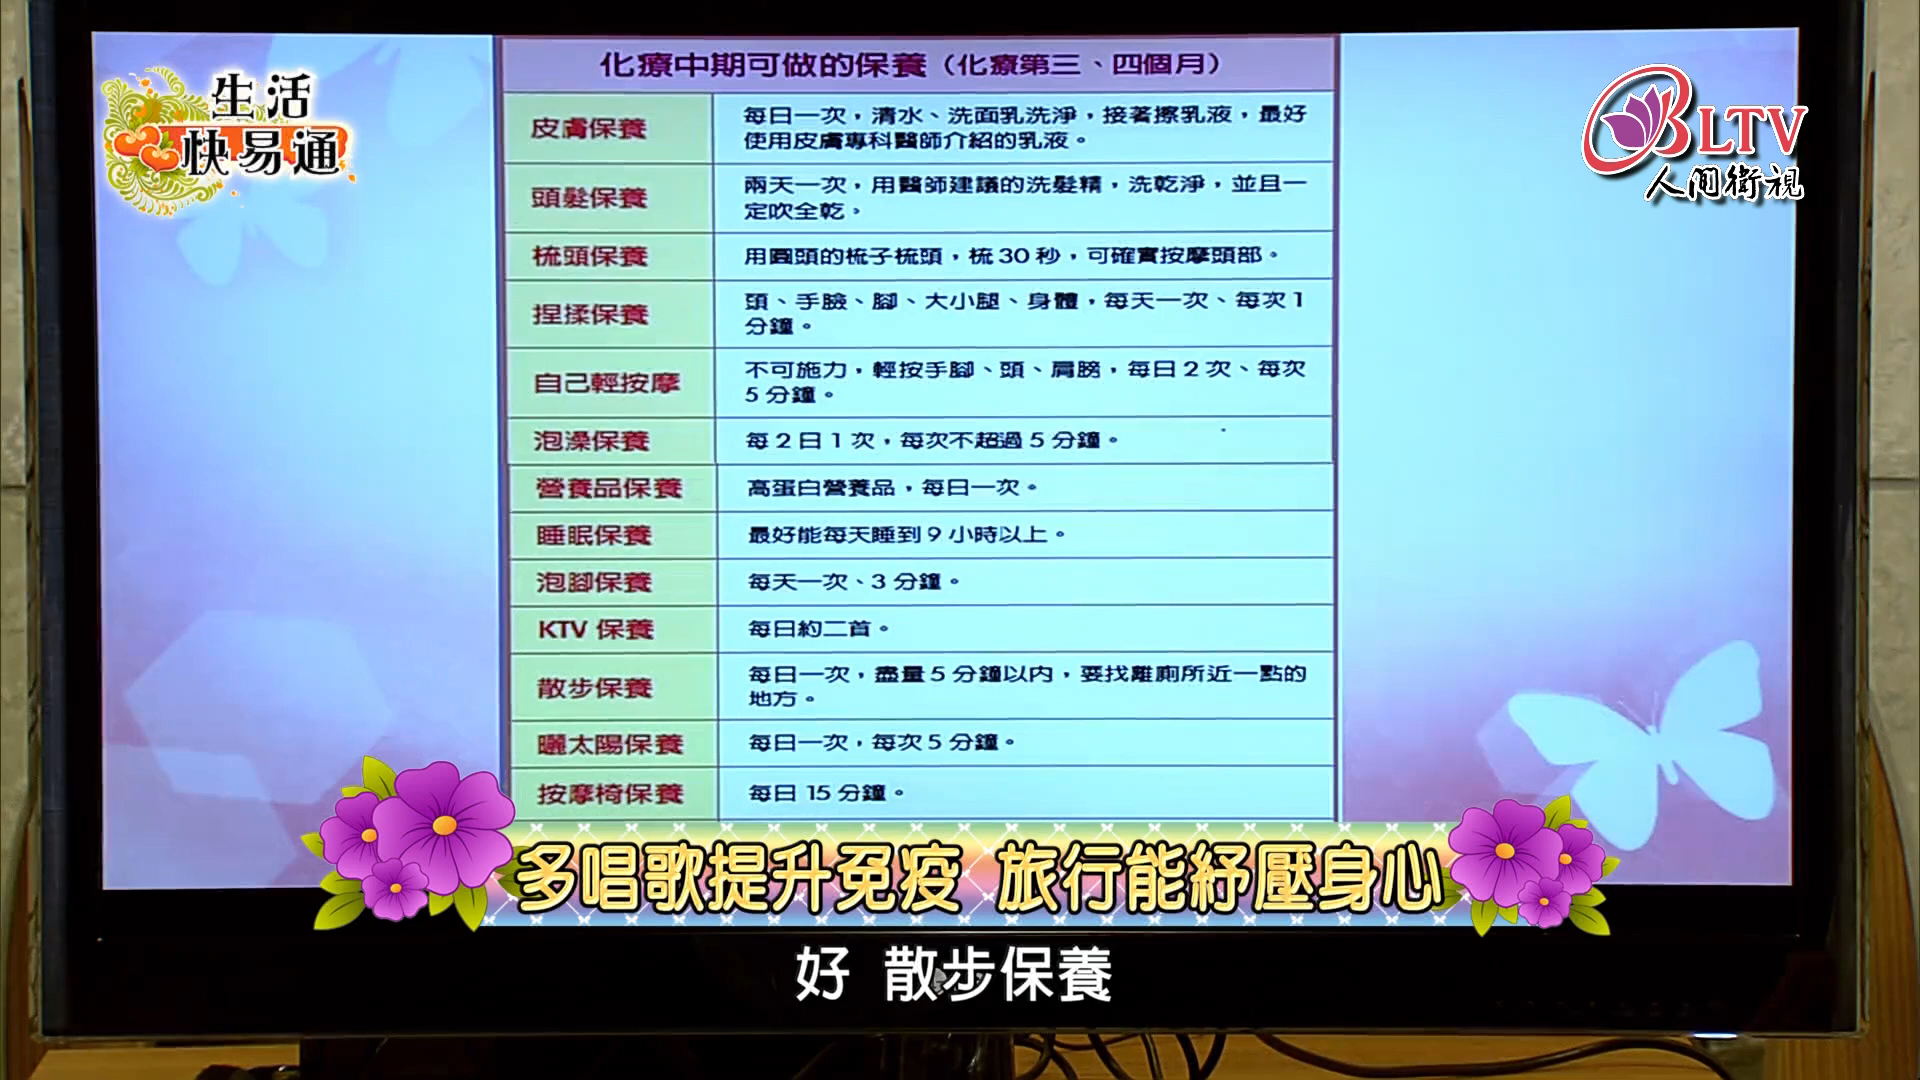 生活
快易通
BLTV
人間衛視
化療中期可做的保養（化療第三、四個月）
皮膚保養
每日一次，清水、洗面乳洗淨，接著擦乳液，最好
使用皮膚專科醫師介紹的乳液。
頭髮保養
兩天一次，用醫師建議的洗髮精，洗乾淨，並且一
定吹全乾。
梳頭保養
用圓頭的梳子梳頭，梳 30 秒，可確實按摩頭部。
捏揉保養
頭、手臉、腳、大小腿、身體，每天一次、每次 1
分鐘。
自己輕按摩
不可施力，輕按手腳、頭、肩膀，每日 2 次、每次
5 分鐘。
泡澡保養
每 2 日 1 次，每次不超過 5 分鐘。
營養品保養
高蛋白營養品，每日一次。
睡眠保養
最好能每天睡到 9 小時以上。
泡腳保養
每天一次、3 分鐘。
KTV 保養
每日約二首。
散步保養
每日一次，盡量 5 分鐘以內，要找離廁所近一點的
地方。
曬太陽保養
每日一次，每次 5 分鐘。
按摩椅保養
每日 15 分鐘。
多唱歌提升免疫 旅行能紓壓身心
好 散步保養